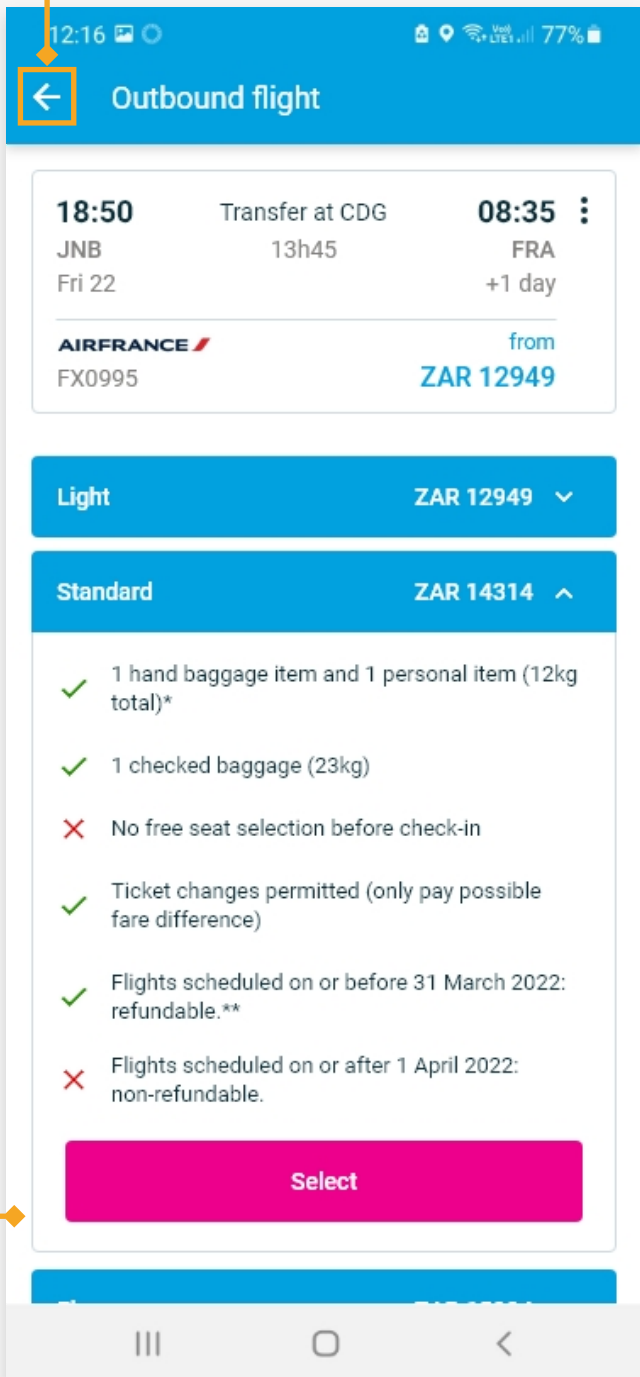 12:16 77%
Outbound flight
18:50 Transfer at CDG 08:35
JNB 13h45 FRA
Fri 22 +1 day
AIRFRANCE from
FX0995 ZAR 12949
Light ZAR 12949
Standard ZAR 14314
1 hand baggage item and 1 personal item (12kg
total)*
1 checked baggage (23kg)
No free seat selection before check-in
Ticket changes permitted (only pay possible
fare difference)
Flights scheduled on or before 31 March 2022:
refundable.**
Flights scheduled on or after 1 April 2022:
non-refundable.
Select